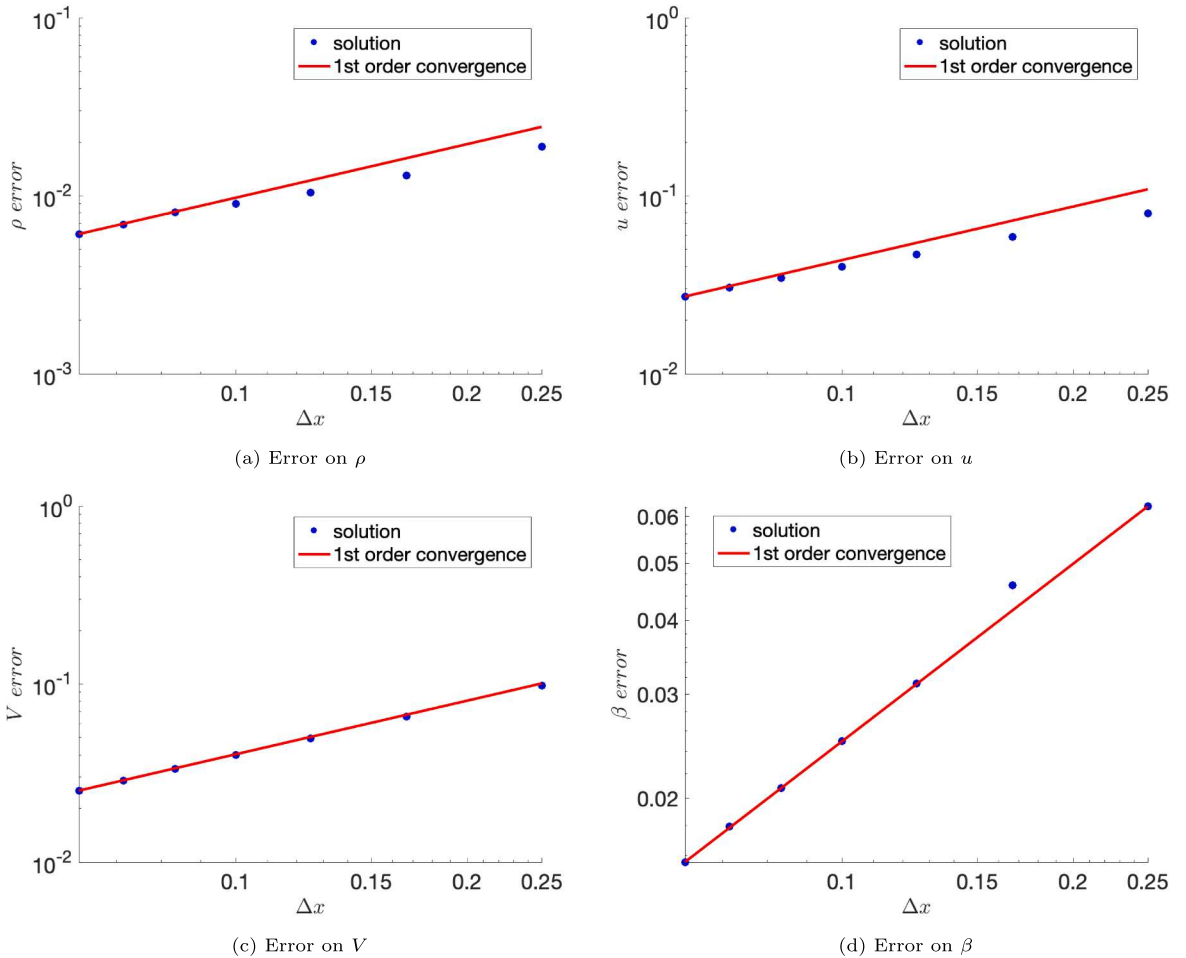 10^-1
10^-2
10^-3
ρ error
solution
1st order convergence
0.1 0.15 0.2 0.25
Δx
(a) Error on ρ
10^0
10^-1
10^-2
u error
solution
1st order convergence
0.1 0.15 0.2 0.25
Δx
(b) Error on u
10^0
10^-1
10^-2
V error
solution
1st order convergence
0.1 0.15 0.2 0.25
Δx
(c) Error on V
0.06
0.05
0.04
0.03
0.02
β error
solution
1st order convergence
0.1 0.15 0.2 0.25
Δx
(d) Error on β